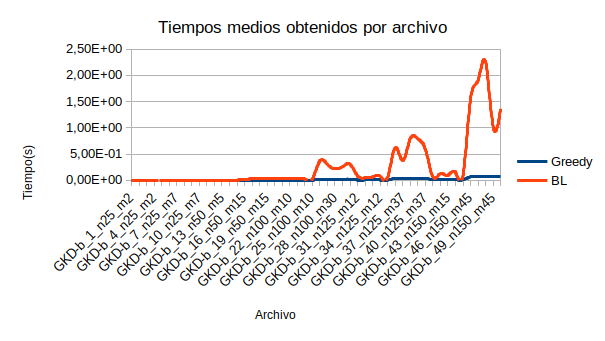 Tiempos medios obtenidos por archivo
2,50E+00
2,00E+00
1,50E+00
1,00E+00
5,00E-01
0,00E+00
Tiempo(s)
Greedy
BL
GKD-b_1_n25_m2
GKD-b_4_n25_m2
GKD-b_7_n25_m7
GKD-b_10_n25_m7
GKD-b_13_n50_m5
GKD-b_16_n50_m15
GKD-b_19_n50_m15
GKD-b_22_n100_m10
GKD-b_25_n100_m10
GKD-b_28_n100_m30
GKD-b_31_n125_m12
GKD-b_34_n125_m12
GKD-b_37_n125_m37
GKD-b_40_n125_m37
GKD-b_43_n150_m15
GKD-b_46_n150_m45
GKD-b_49_n150_m45
Archivo